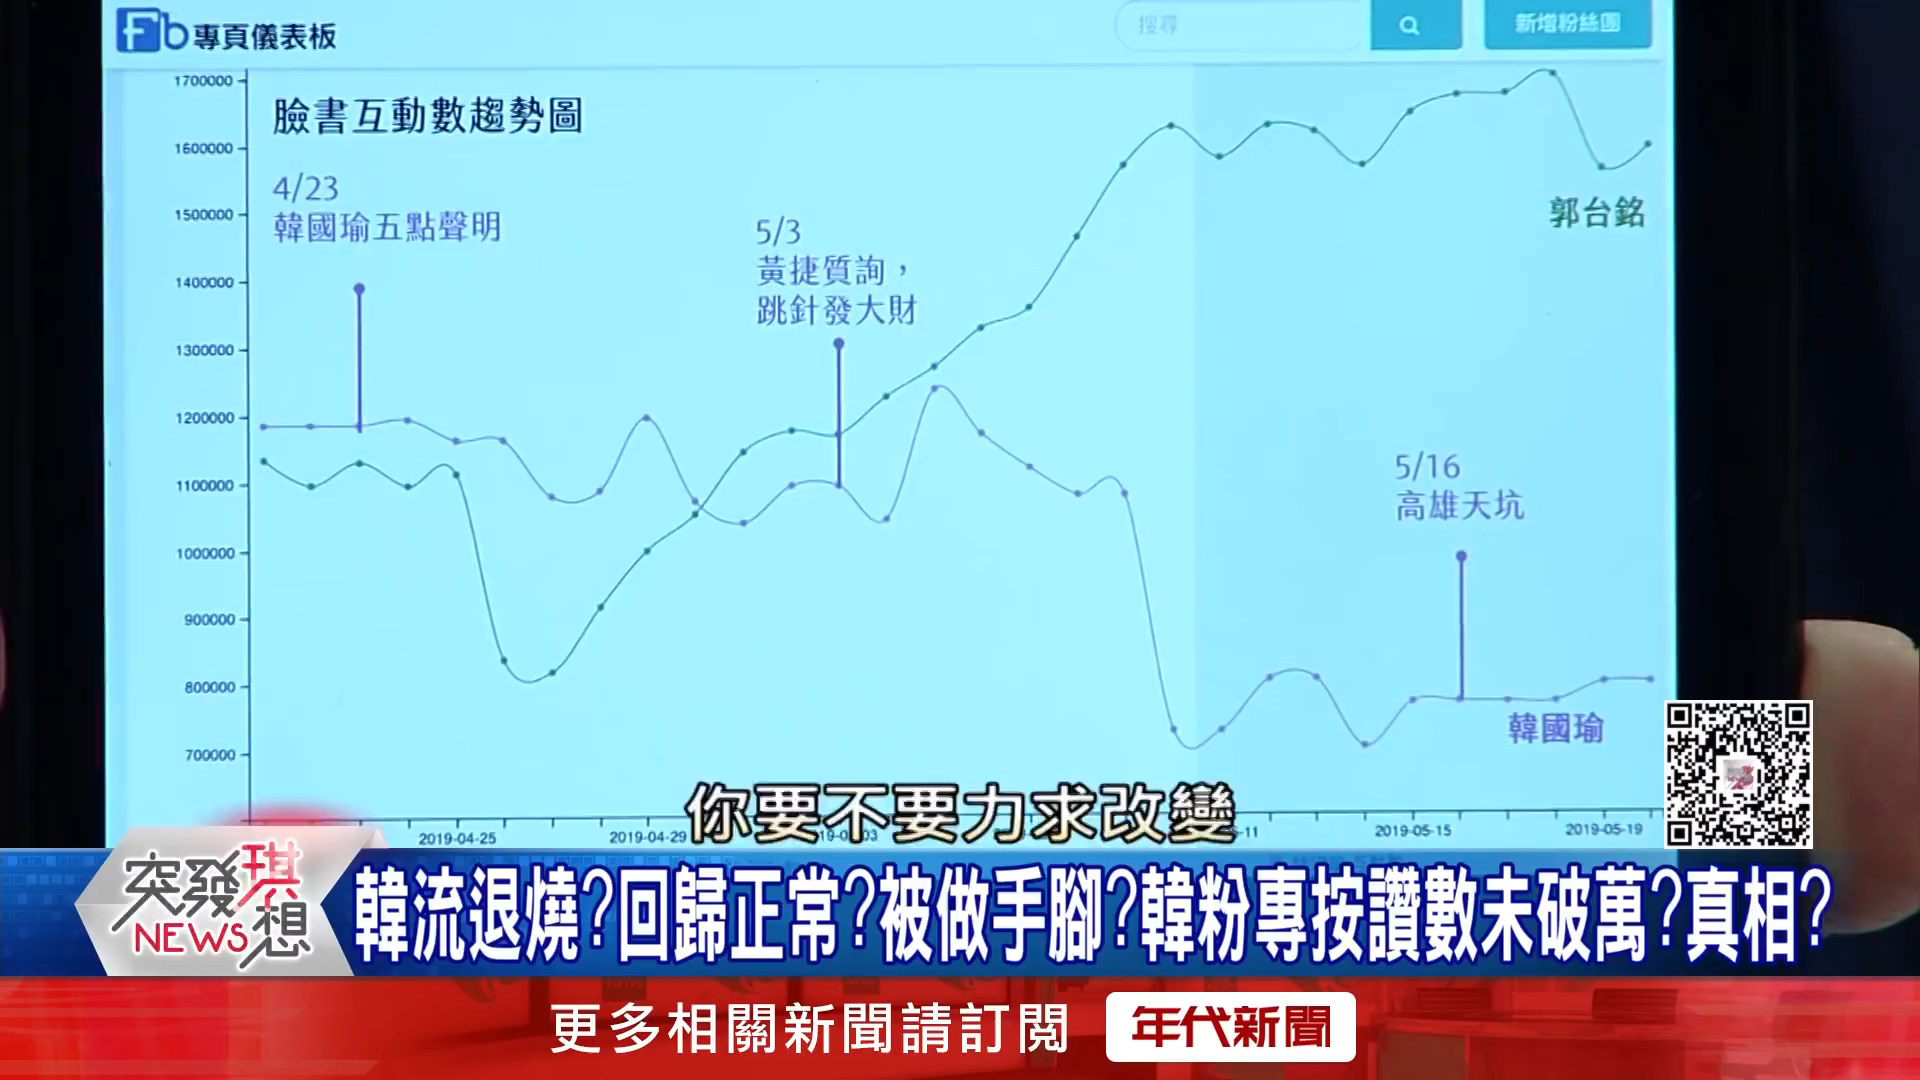 Fb專頁儀表板
搜尋
新增粉絲團
臉書互動數趨勢圖
1700000
1600000
1500000
1400000
1300000
1200000
1100000
1000000
900000
800000
700000
4/23
韓國瑜五點聲明
5/3
黃捷質詢，
跳針發大財
郭台銘
5/16
高雄天坑
韓國瑜
2019-04-25
2019-04-29
2019-05-15
2019-05-19
你要不要力求改變
突發琪想
NEWS
韓流退燒?回歸正常?被做手腳?韓粉專按讚數未破萬?真相?
更多相關新聞請訂閱
年代新聞